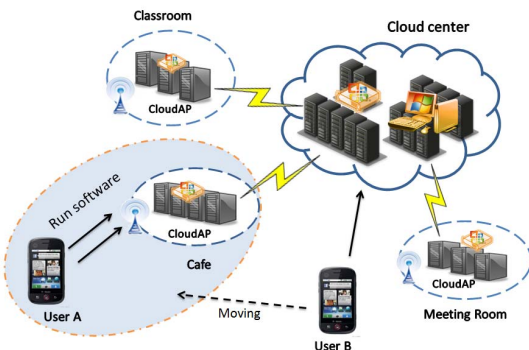 Classroom
Cloud center
CloudAP
Run software
CloudAP
Cafe
CloudAP
User A
Moving
Meeting Room
User B